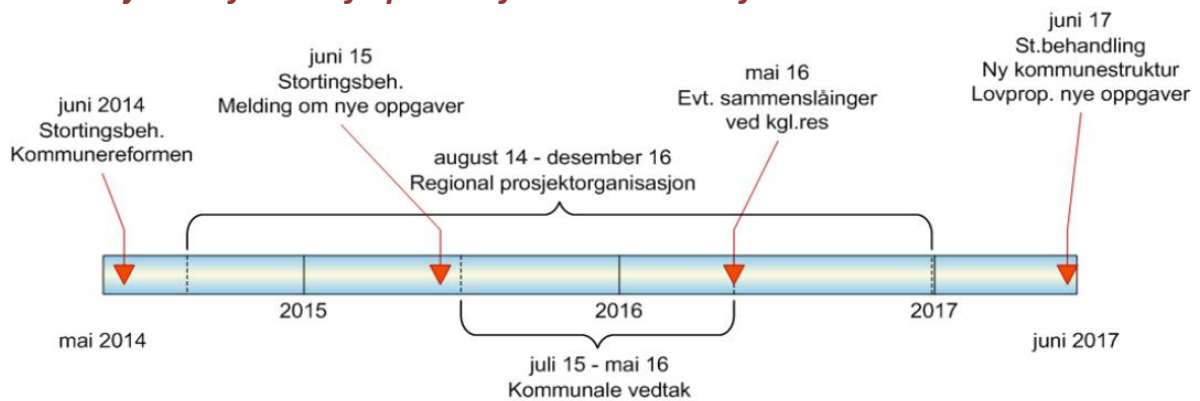 juni 2014
Stortingsbeh.
Kommunereformen
juni 15
Stortingsbeh.
Melding om nye oppgaver
august 14 - desember 16
Regional prosjektorganisasjon
mai 16
Evt. sammenslåinger
ved kgl.res
juni 17
St.behandling
Ny kommunestruktur
Lovprop. nye oppgaver
2015
2016
2017
mai 2014
juni 2017
juli 15 - mai 16
Kommunale vedtak